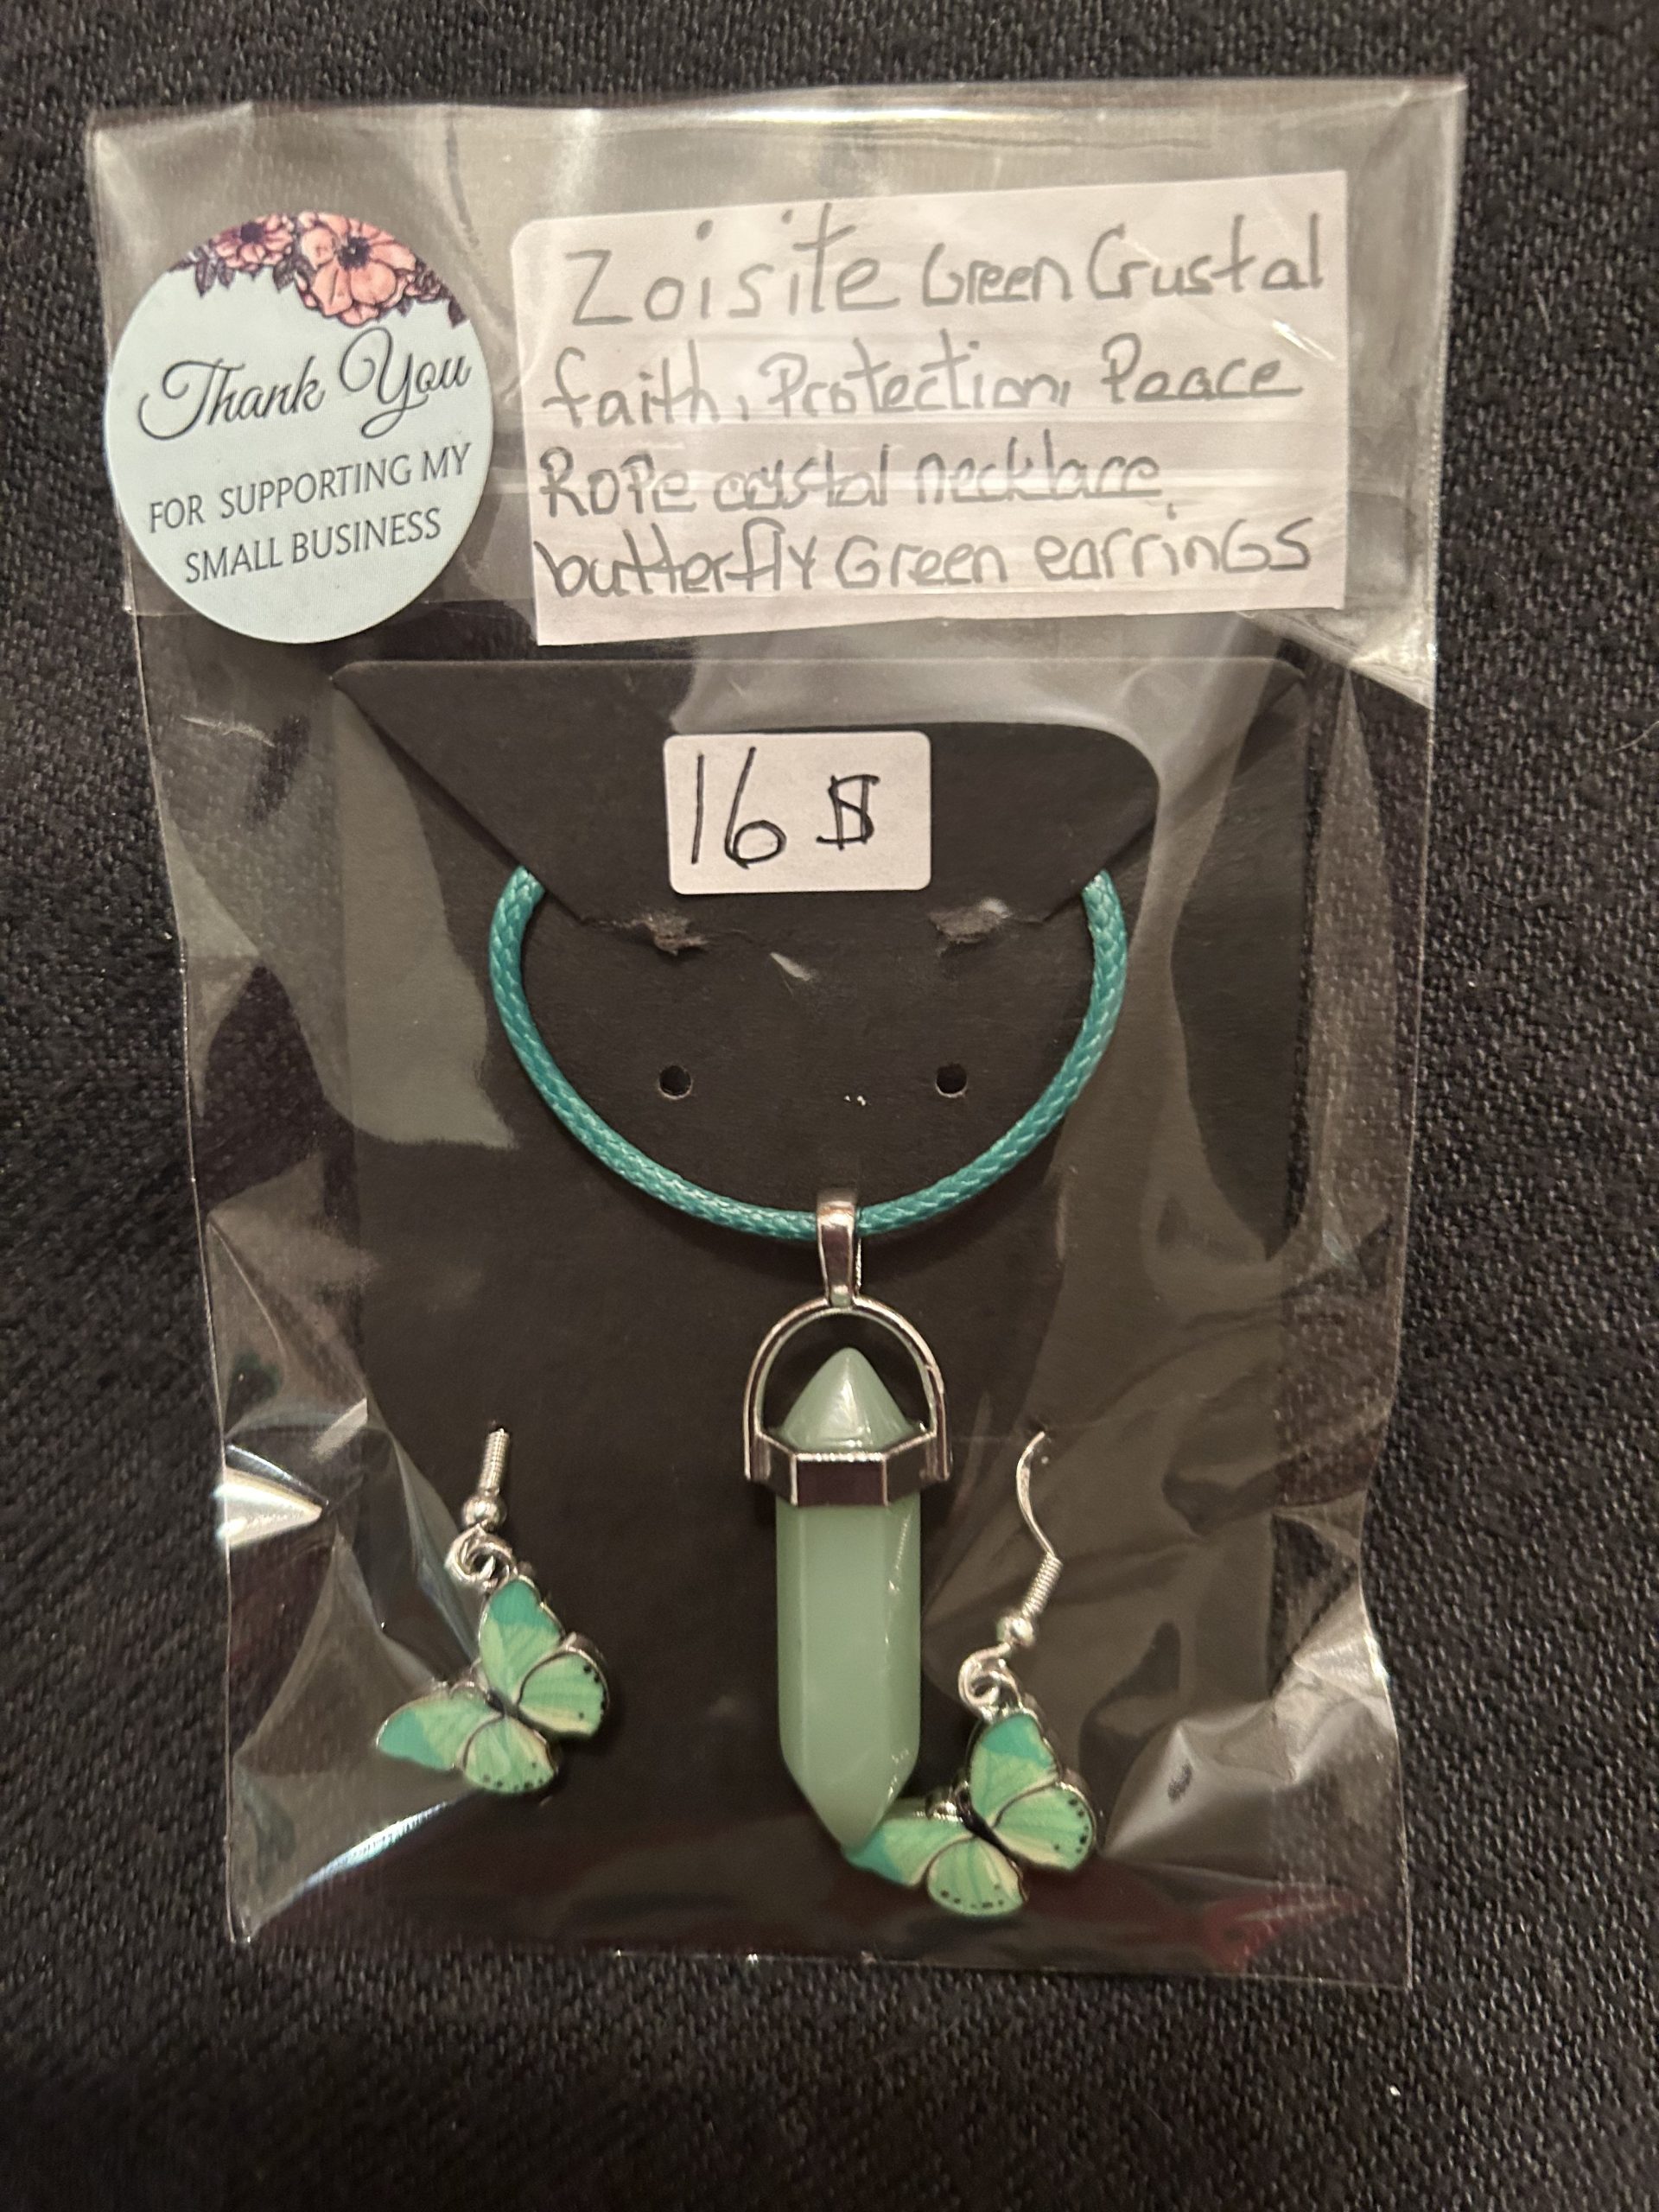 Thank You
FOR SUPPORTING MY
SMALL BUSINESS
Zoisite Green Crustal
faith, Protection, Peace
Rope crystal necklace,
butterfly Green earrings
16 $